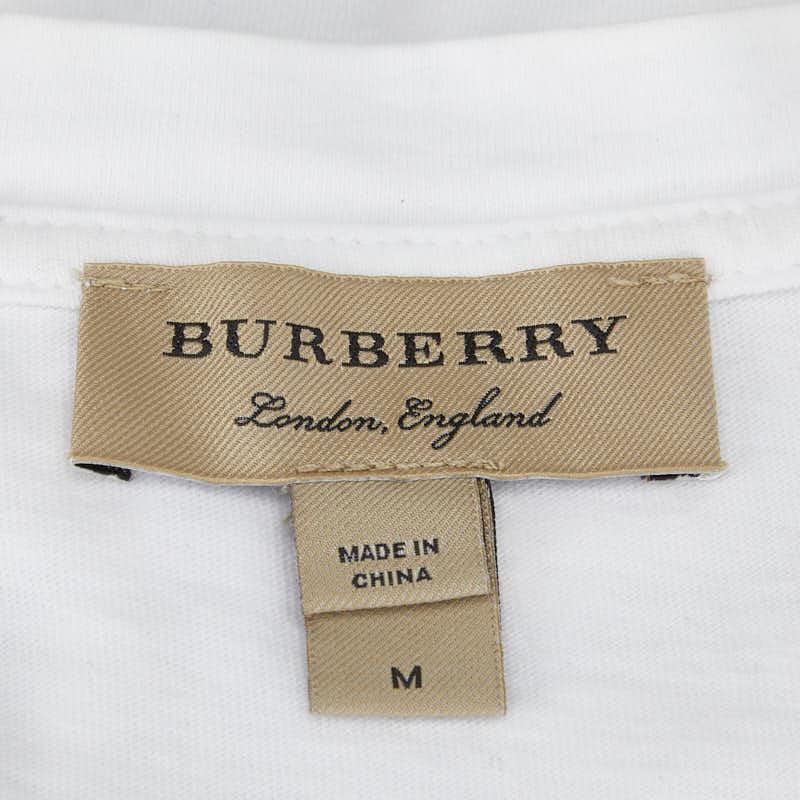 BURBERRY
London, England
MADE IN
CHINA
M